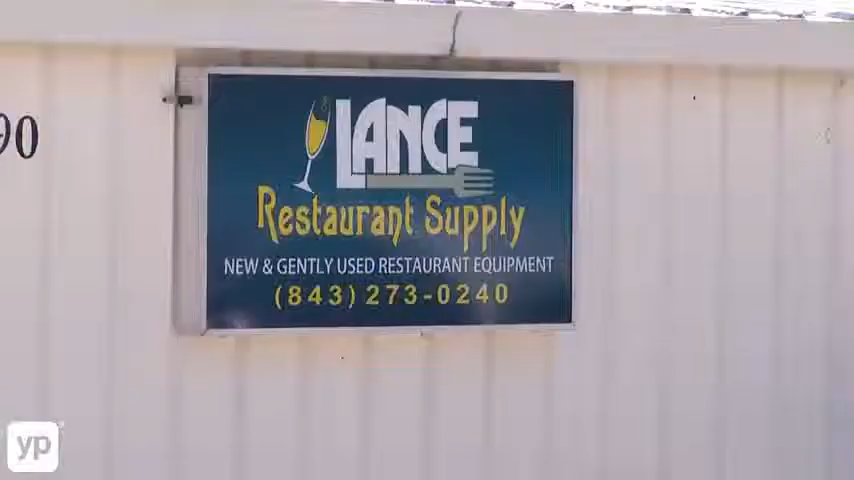 90
LANCE
Restaurant Supply
NEW & GENTLY USED RESTAURANT EQUIPMENT
(843) 273-0240
yp